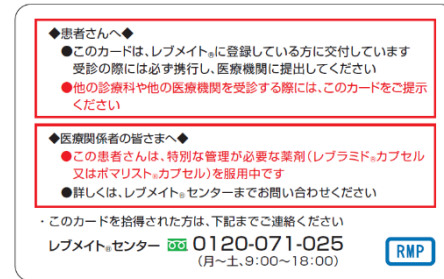 ◆患者さんへ◆
●このカードは、レブメイト®に登録している方に交付しています
受診の際には必ず携行し、医療機関に提出してください
●他の診療科や他の医療機関を受診する際には、このカードをご提示
ください
◆医療関係者の皆さまへ◆
●この患者さんは、特別な管理が必要な薬剤(レブラミド®カプセル
又はポマリスト®カプセル)を服用中です
●詳しくは、レブメイト®センターまでお問い合わせください
・このカードを拾得された方は、下記までご連絡ください
レブメイト®センター 0120-071-025
(月~土、9:00~18:00)
RMP